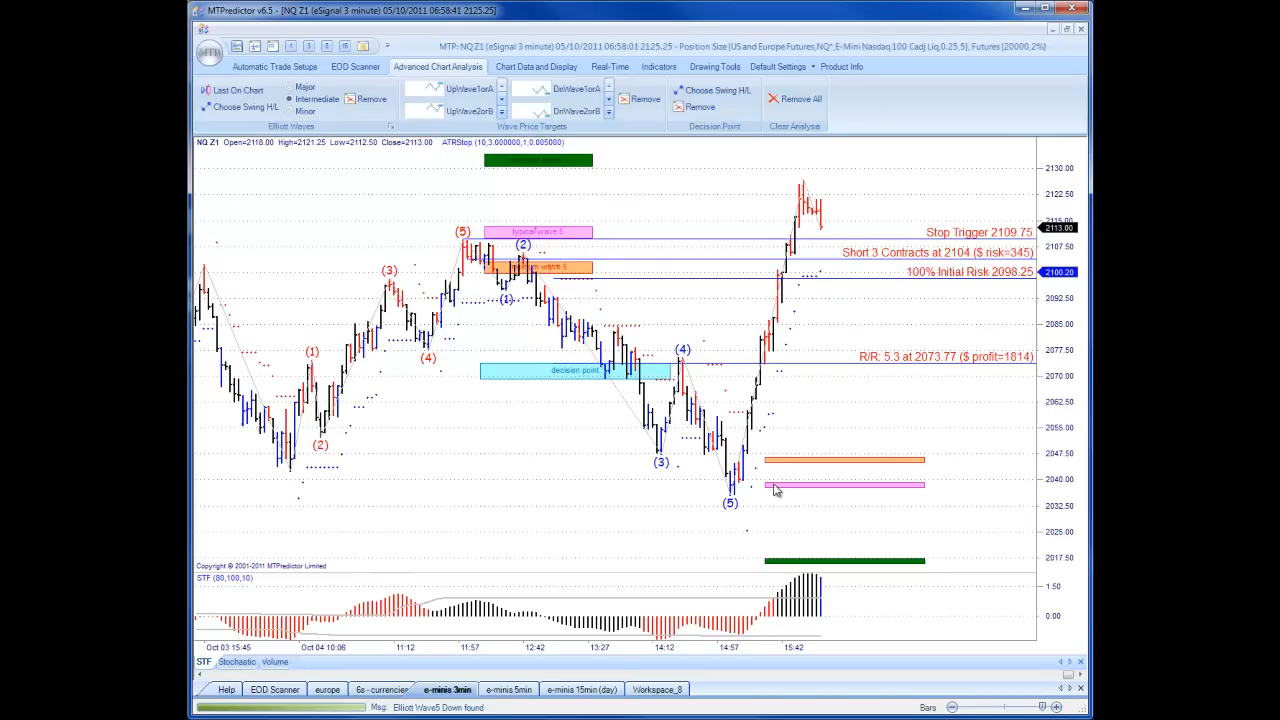 MTPredictor v6.5 - [NQ Z1 (eSignal 3 minute) 05/10/2011 06:58:41 2125.25]
MTP: NQ Z1 (eSignal 3 minute) 05/10/2011 06:58:01 2125.25 - Position Size [US and Europe Futures,NQ*,E-Mini Nasdaq 100 Cadj Liq,0.25,5), Futures (20000,2%)
Automatic Trade Setups EOD Scanner Advanced Chart Analysis Chart Data and Display Real-Time Indicators Drawing Tools Default Settings Product Info
Last On Chart Major UpWave1orA DnWave1orA Choose Swing H/L
Choose Swing H/L Intermediate Remove Remove Remove All
Minor UpWave2orB DnWave2orB Remove
Elliott Waves Wave Price Targets Decision Point Clear Analysis
NQ Z1 Open=2118.00 High=2121.25 Low=2112.50 Close=2113.00 ATRStop (10,3.000000,1,0.005000)
2130.00
2122.50
2115.00
2113.00
(5) typical wave 5 Stop Trigger 2109.75
(2) 2107.50
Short 3 Contracts at 2104 ($ risk=345)
wave 5
(3) 100% Initial Risk 2098.25 2100.20
(1) 2092.50
2085.00
(1) (4) (4) R/R: 5.3 at 2073.77 ($ profit=1814) 2077.50
decision point 2070.00
2062.50
2055.00
(2)
(3) 2047.50
2040.00
(5) 2032.50
2025.00
2017.50
Copyright © 2001-2011 MTPredictor Limited
STF (80,100,10)
1.50
0.00
Oct 03 15:45 Oct 04 10:06 11:12 11:57 12:42 13:27 14:12 14:57 15:42
STF Stochastic Volume
Help EOD Scanner europe 6s - currencies e-minis 3min e-minis 5min e-minis 15min (day) Workspace_8
Msg: Elliott Wave5 Down found Bars